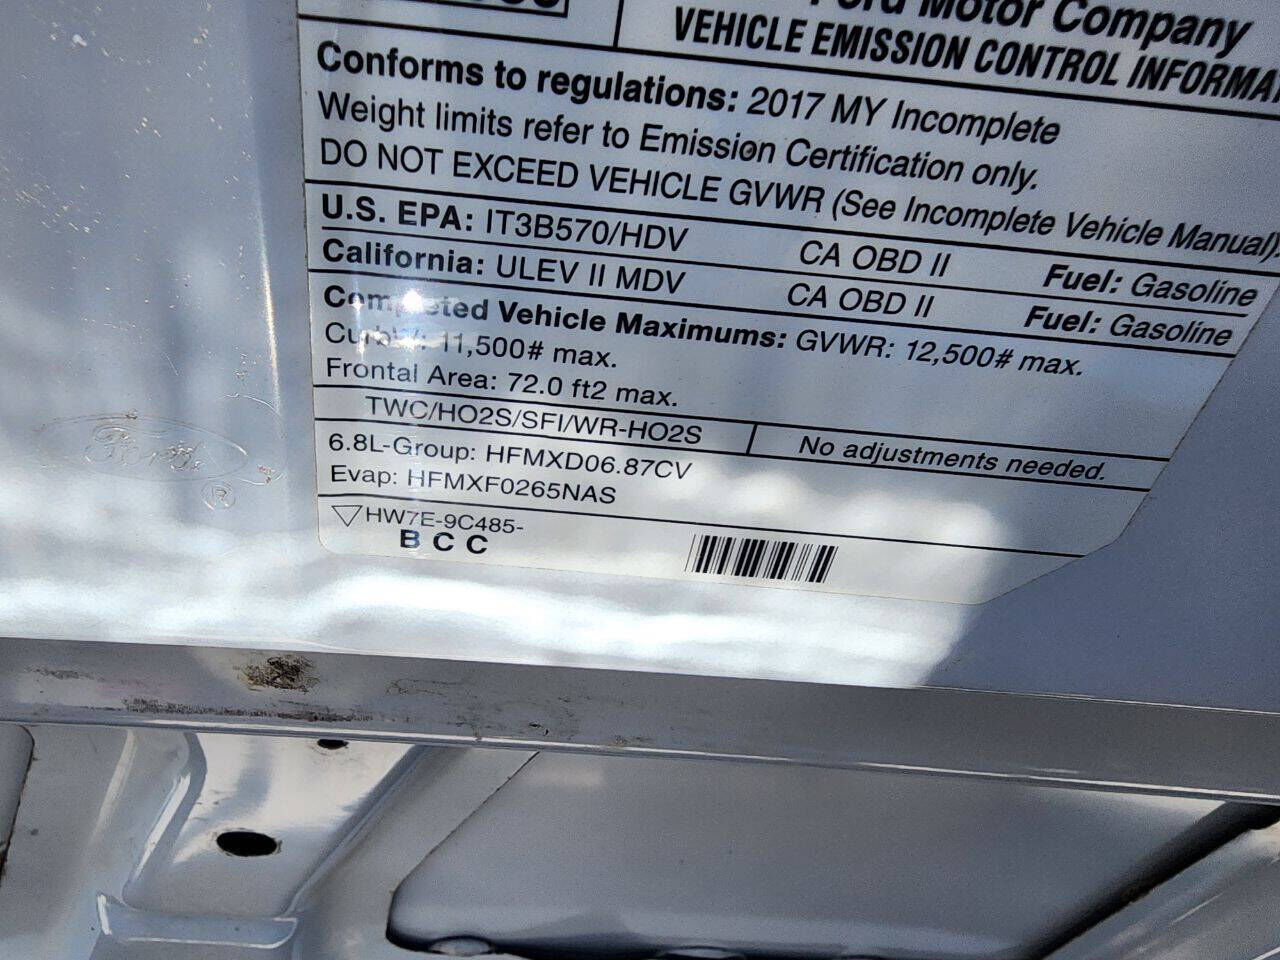 Ford Motor Company
VEHICLE EMISSION CONTROL INFORMA
Conforms to regulations: 2017 MY Incomplete
Weight limits refer to Emission Certification only.
DO NOT EXCEED VEHICLE GVWR (See Incomplete Vehicle Manual).
U.S. EPA: IT3B570/HDV CA OBD II Fuel: Gasoline
California: ULEV II MDV CA OBD II Fuel: Gasoline
Completed Vehicle Maximums: GVWR: 12,500# max.
11,500# max.
Frontal Area: 72.0 ft2 max.
TWC/HO2S/SFI/WR-HO2S No adjustments needed.
6.8L-Group: HFMXD06.87CV
Evap: HFMXF0265NAS
HW7E-9C485-
B C C
Ford
®